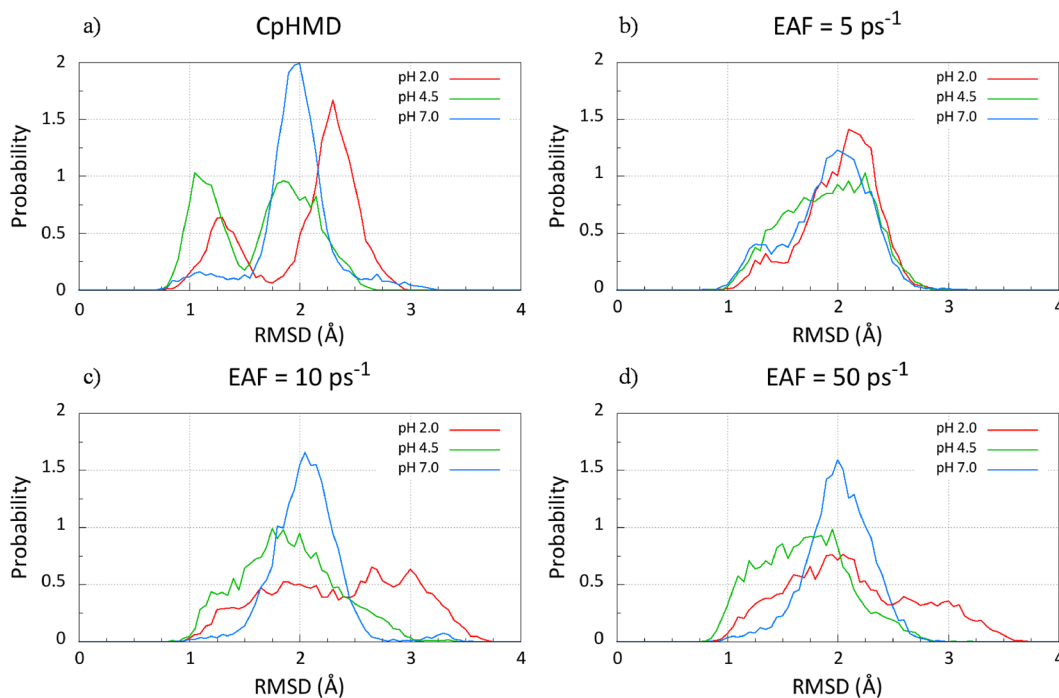 a) CpHMD
2
1.5
1
0.5
0
Probability
pH 2.0
pH 4.5
pH 7.0
0 1 2 3 4
RMSD (Å)
b) EAF = 5 ps⁻¹
2
1.5
1
0.5
0
Probability
pH 2.0
pH 4.5
pH 7.0
0 1 2 3 4
RMSD (Å)
c) EAF = 10 ps⁻¹
2
1.5
1
0.5
0
Probability
pH 2.0
pH 4.5
pH 7.0
0 1 2 3 4
RMSD (Å)
d) EAF = 50 ps⁻¹
2
1.5
1
0.5
0
Probability
pH 2.0
pH 4.5
pH 7.0
0 1 2 3 4
RMSD (Å)